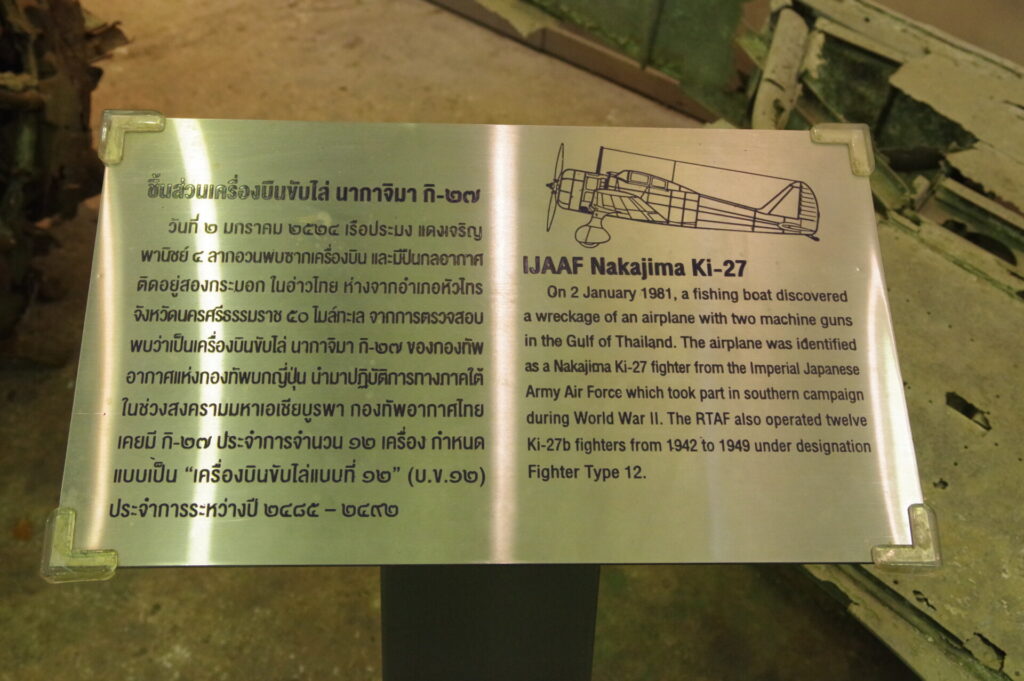 ชิ้นส่วนเครื่องบินขับไล่ นากาจิมา กิ-๒๗
วันที่ ๒ มกราคม ๒๕๒๔ เรือประมง แดงเจริญ
พานิชย์ ๔ ลากอวนพบซากเครื่องบิน และมีปืนกลอากาศ
ติดอยู่สองกระบอก ในอ่าวไทย ห่างจากอำเภอหัวไทร
จังหวัดนครศรีธรรมราช ๕๐ ไมล์ทะเล จากการตรวจสอบ
พบว่าเป็นเครื่องบินขับไล่ นากาจิมา กิ-๒๗ ของกองทัพ
อากาศแห่งกองทัพบกญี่ปุ่น นำมาปฏิบัติการทางภาคใต้
ในช่วงสงครามมหาเอเชียบูรพา กองทัพอากาศไทย
เคยมี กิ-๒๗ ประจำการจำนวน ๑๒ เครื่อง กำหนด
แบบเป็น “เครื่องบินขับไล่แบบที่ ๑๒” (บ.ข.๑๒)
ประจำการระหว่างปี ๒๔๘๕ – ๒๔๙๒
IJAAF Nakajima Ki-27
On 2 January 1981, a fishing boat discovered
a wreckage of an airplane with two machine guns
in the Gulf of Thailand. The airplane was identified
as a Nakajima Ki-27 fighter from the Imperial Japanese
Army Air Force which took part in southern campaign
during World War II. The RTAF also operated twelve
Ki-27b fighters from 1942 to 1949 under designation
Fighter Type 12.